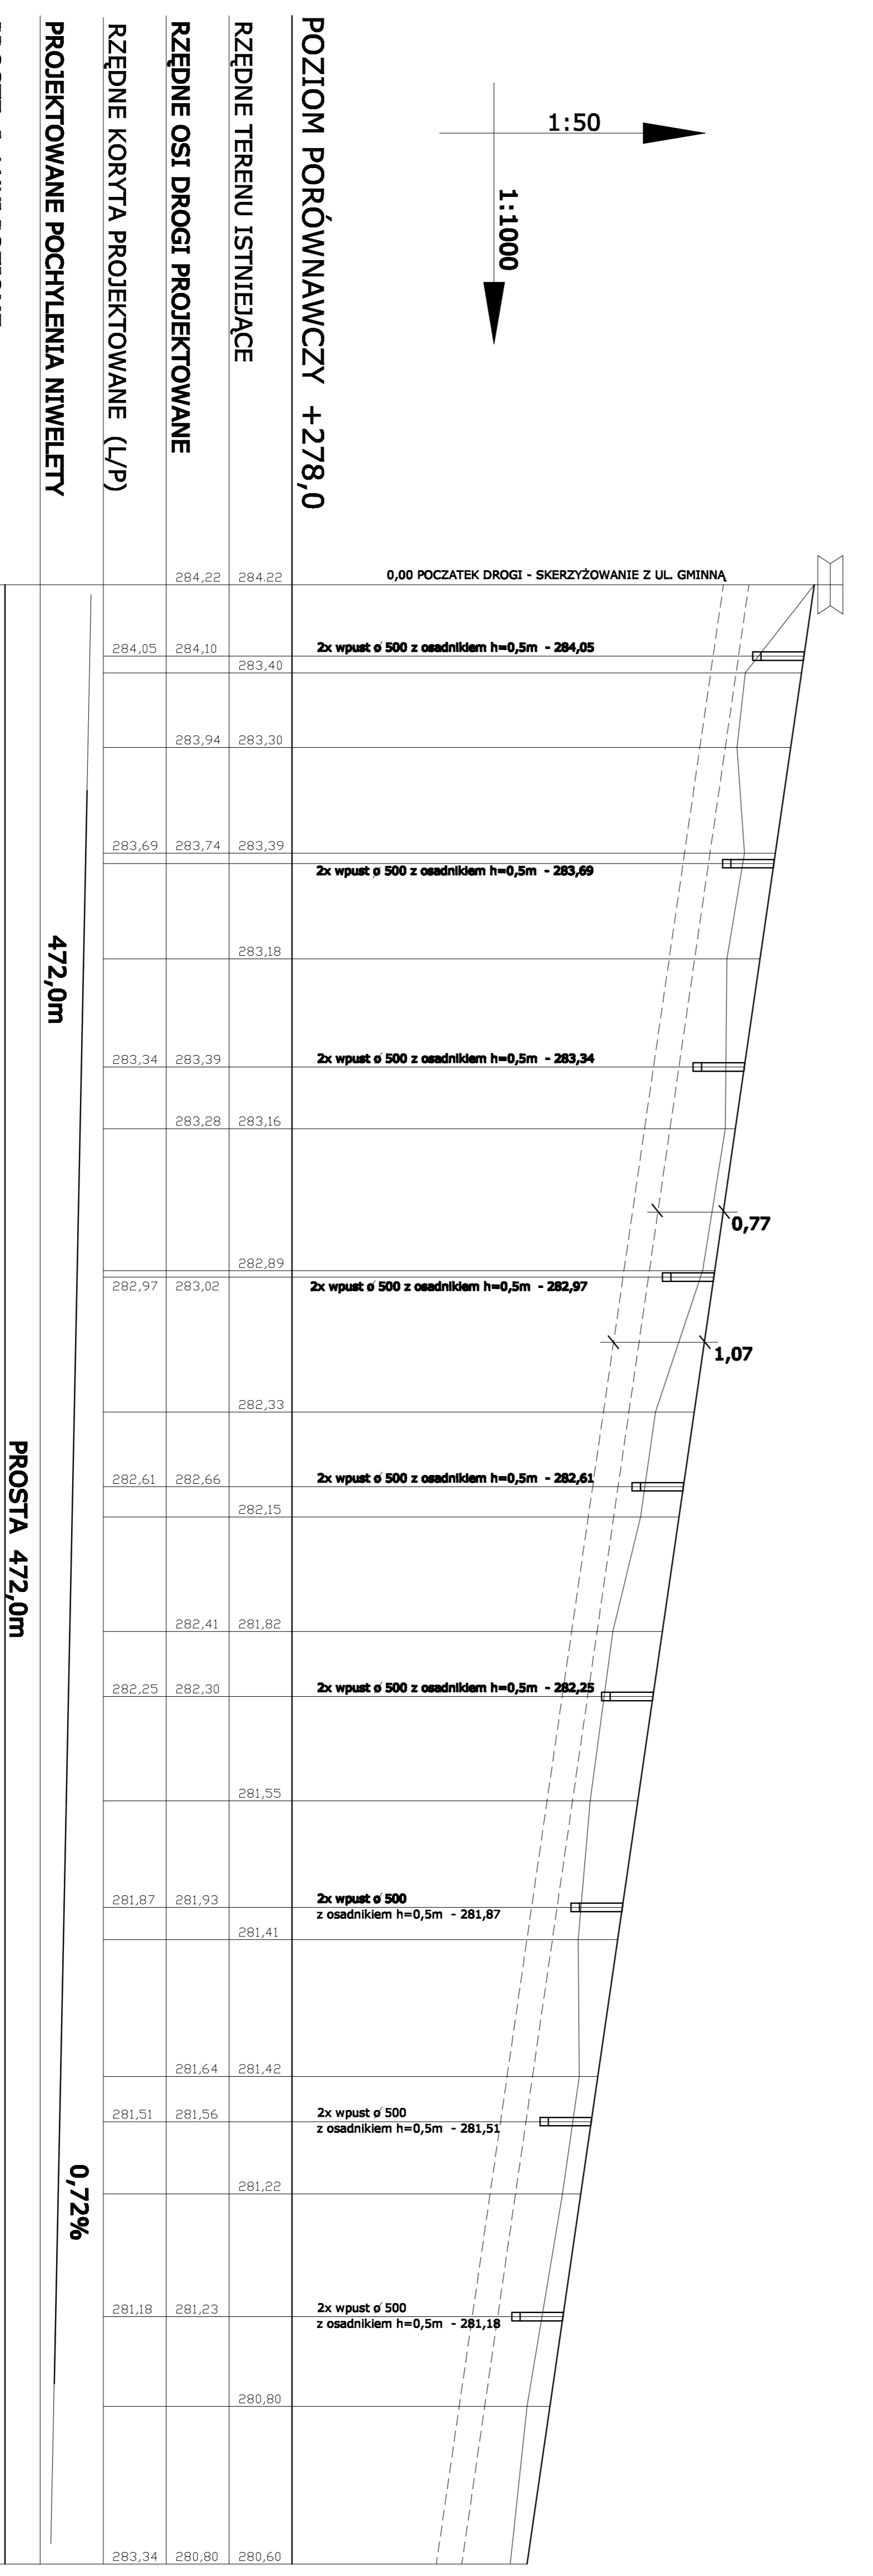 1:50
1:1000
POZIOM PORÓWNAWCZY +278,0
RZĘDNE TERENU ISTNIEJĄCE
RZĘDNE OSI DROGI PROJEKTOWANE
RZĘDNE KORYTA PROJEKTOWANE (L/P)
PROJEKTOWANE POCHYLENIA NIWELETY
284,22 284.22
0,00 POCZATEK DROGI - SKERZYŻOWANIE Z UL. GMINNĄ
284,05 284,10
2x wpust ø 500 z osadnikiem h=0,5m - 284,05
283,40
283,94 283,30
283,69 283,74 283,39
2x wpust ø 500 z osadnikiem h=0,5m - 283,69
283,18
283,34 283,39
2x wpust ø 500 z osadnikiem h=0,5m - 283,34
283,28 283,16
0,77
282,89
282,97 283,02
2x wpust ø 500 z osadnikiem h=0,5m - 282,97
1,07
282,33
282,61 282,66
2x wpust ø 500 z osadnikiem h=0,5m - 282,61
282,15
282,41 281,82
282,25 282,30
2x wpust ø 500 z osadnikiem h=0,5m - 282,25
281,55
281,87 281,93
2x wpust ø 500
z osadnikiem h=0,5m - 281,87
281,41
281,64 281,42
281,51 281,56
2x wpust ø 500
z osadnikiem h=0,5m - 281,51
281,22
281,18 281,23
2x wpust ø 500
z osadnikiem h=0,5m - 281,18
280,80
283,34 280,80 280,60
472,0m
0,72%
PROSTA 472,0m